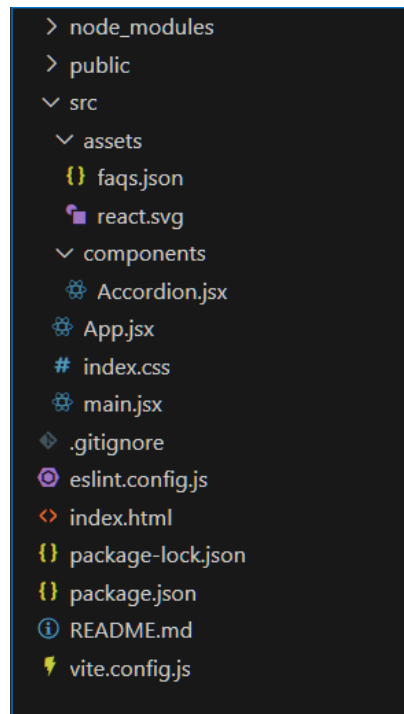 node_modules
public
src
assets
{} faqs.json
react.svg
components
Accordion.jsx
App.jsx
# index.css
main.jsx
.gitignore
eslint.config.js
<> index.html
{} package-lock.json
{} package.json
README.md
vite.config.js